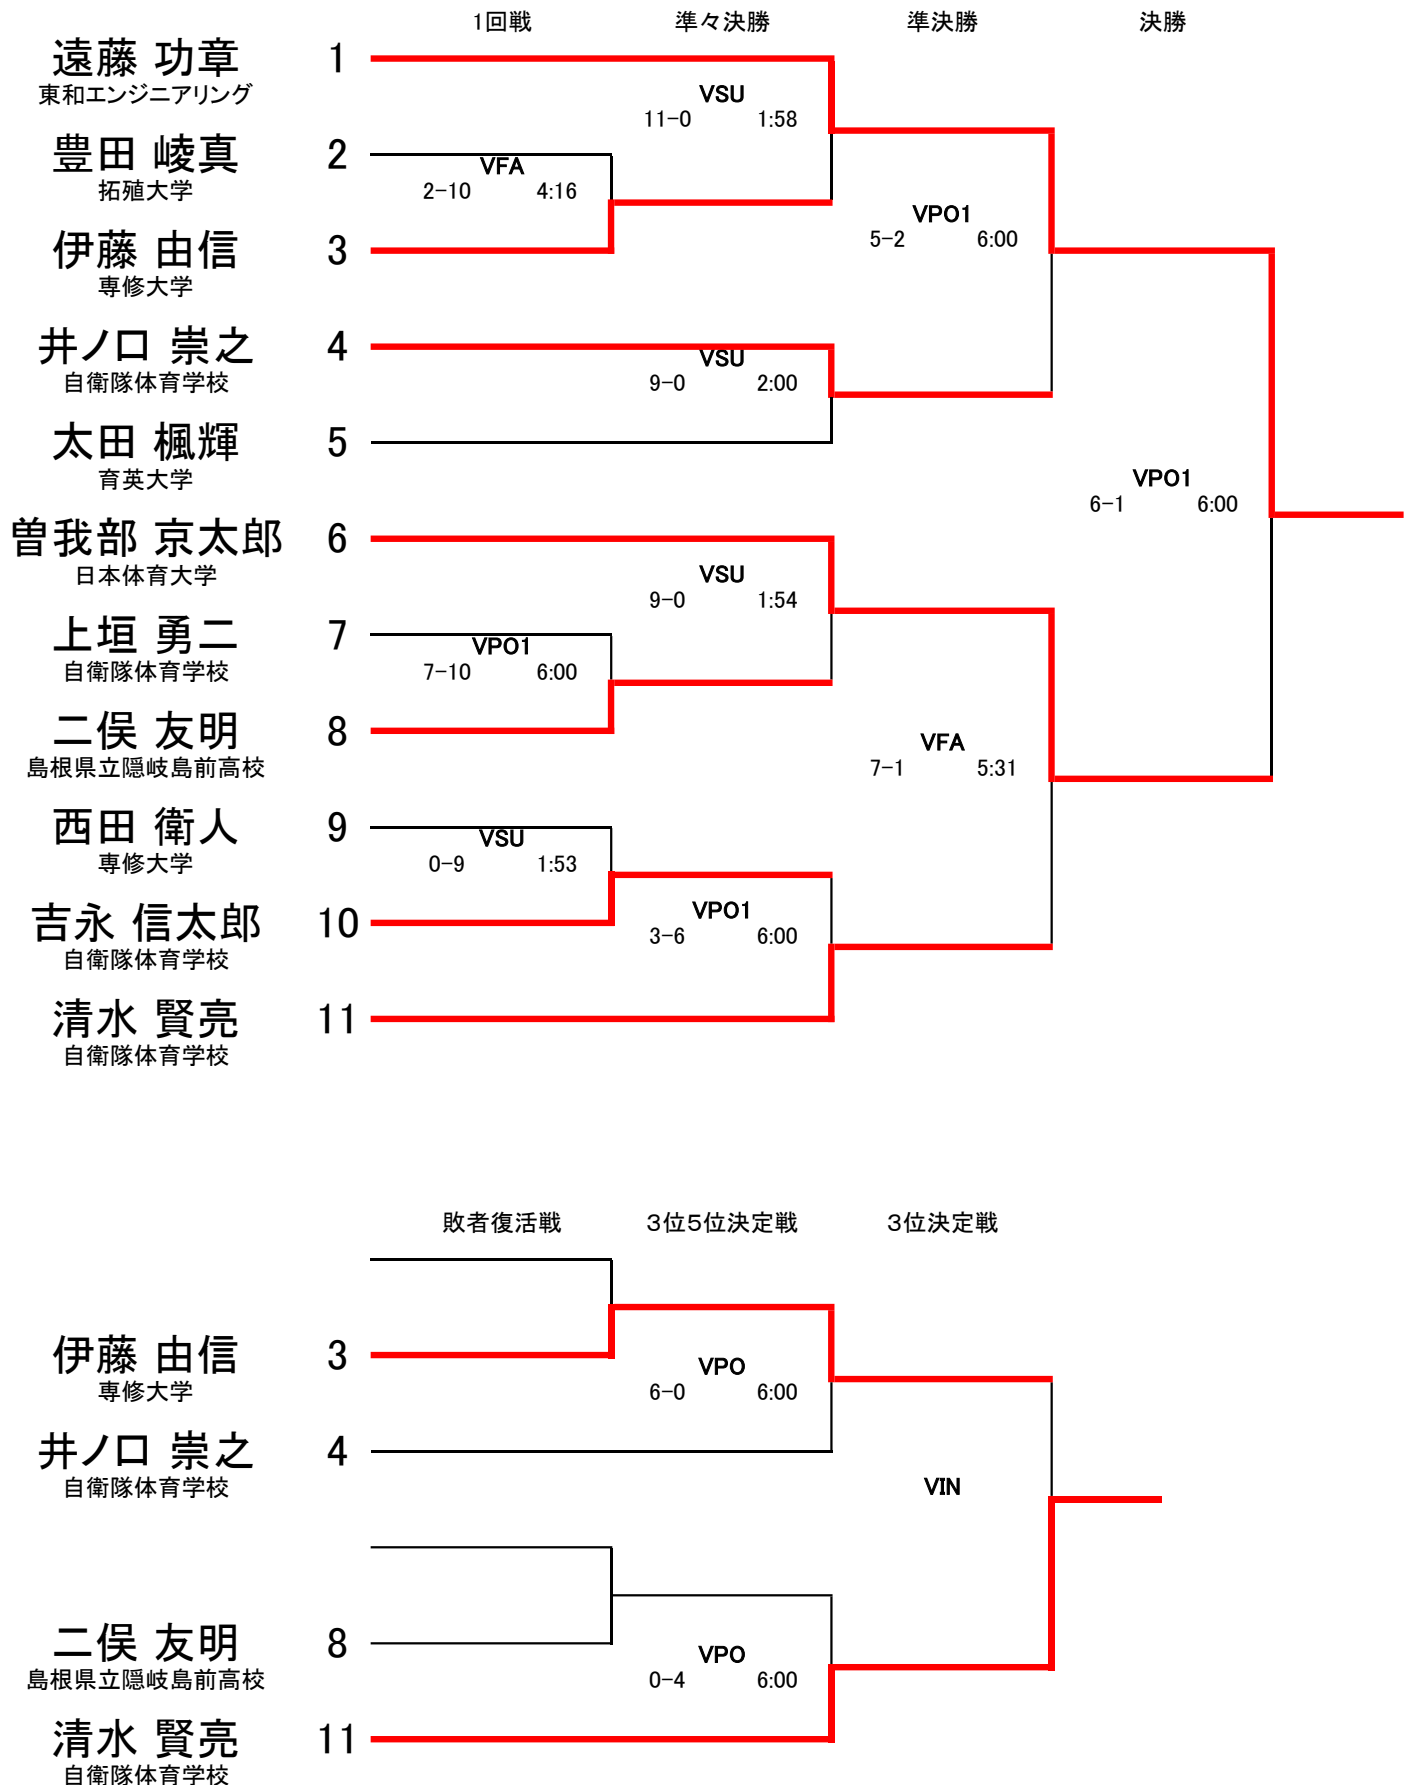 1回戦 準々決勝 準決勝 決勝
遠藤 功章 1
東和エンジニアリング
VSU
11-0 1:58
豊田 崚真 2
拓殖大学
VFA
2-10 4:16
伊藤 由信 3
専修大学
VPO1
5-2 6:00
井ノ口 崇之 4
自衛隊体育学校
VSU
9-0 2:00
太田 楓輝 5
育英大学
VPO1
6-1 6:00
曽我部 京太郎 6
日本体育大学
VSU
9-0 1:54
上垣 勇二 7
自衛隊体育学校
VPO1
7-10 6:00
二俣 友明 8
島根県立隠岐島前高校
VFA
7-1 5:31
西田 衛人 9
専修大学
VSU
0-9 1:53
吉永 信太郎 10
自衛隊体育学校
VPO1
3-6 6:00
清水 賢亮 11
自衛隊体育学校
敗者復活戦 3位5位決定戦 3位決定戦
伊藤 由信 3
専修大学
VPO
6-0 6:00
井ノ口 崇之 4
自衛隊体育学校
VIN
二俣 友明 8
島根県立隠岐島前高校
VPO
0-4 6:00
清水 賢亮 11
自衛隊体育学校